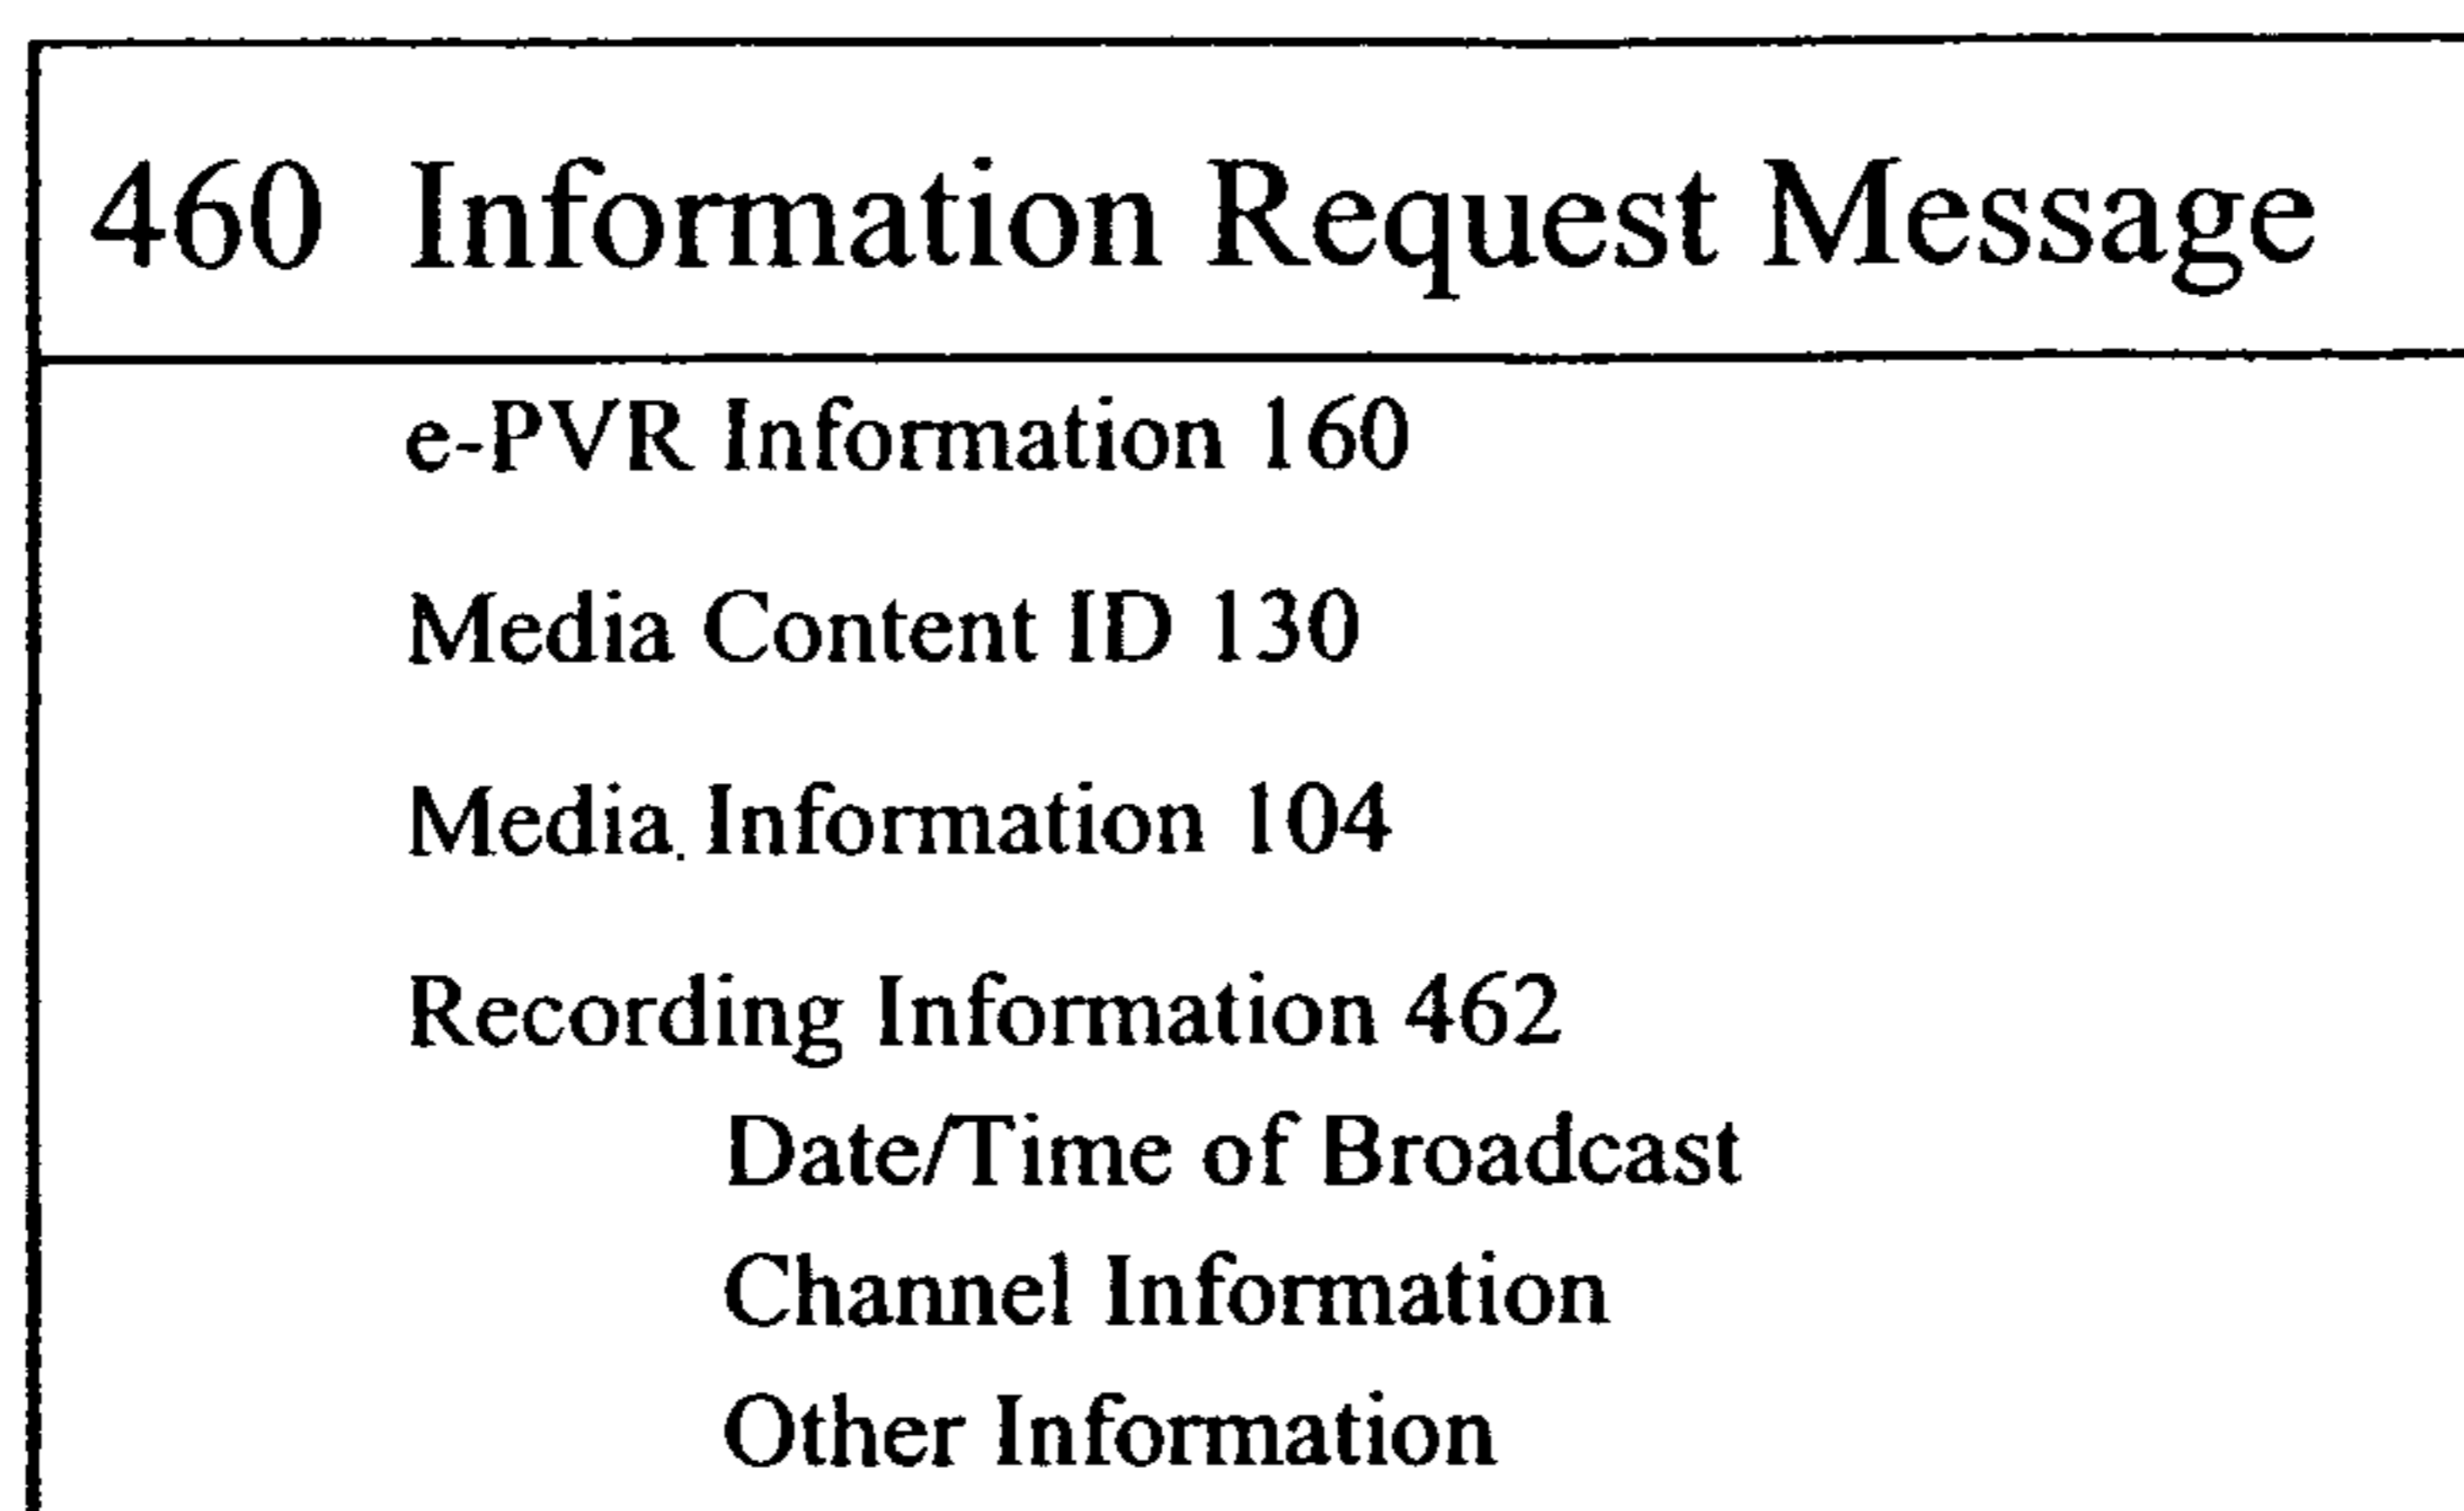 460 Information Request Message
e-PVR Information 160
Media Content ID 130
Media Information 104
Recording Information 462
Date/Time of Broadcast
Channel Information
Other Information